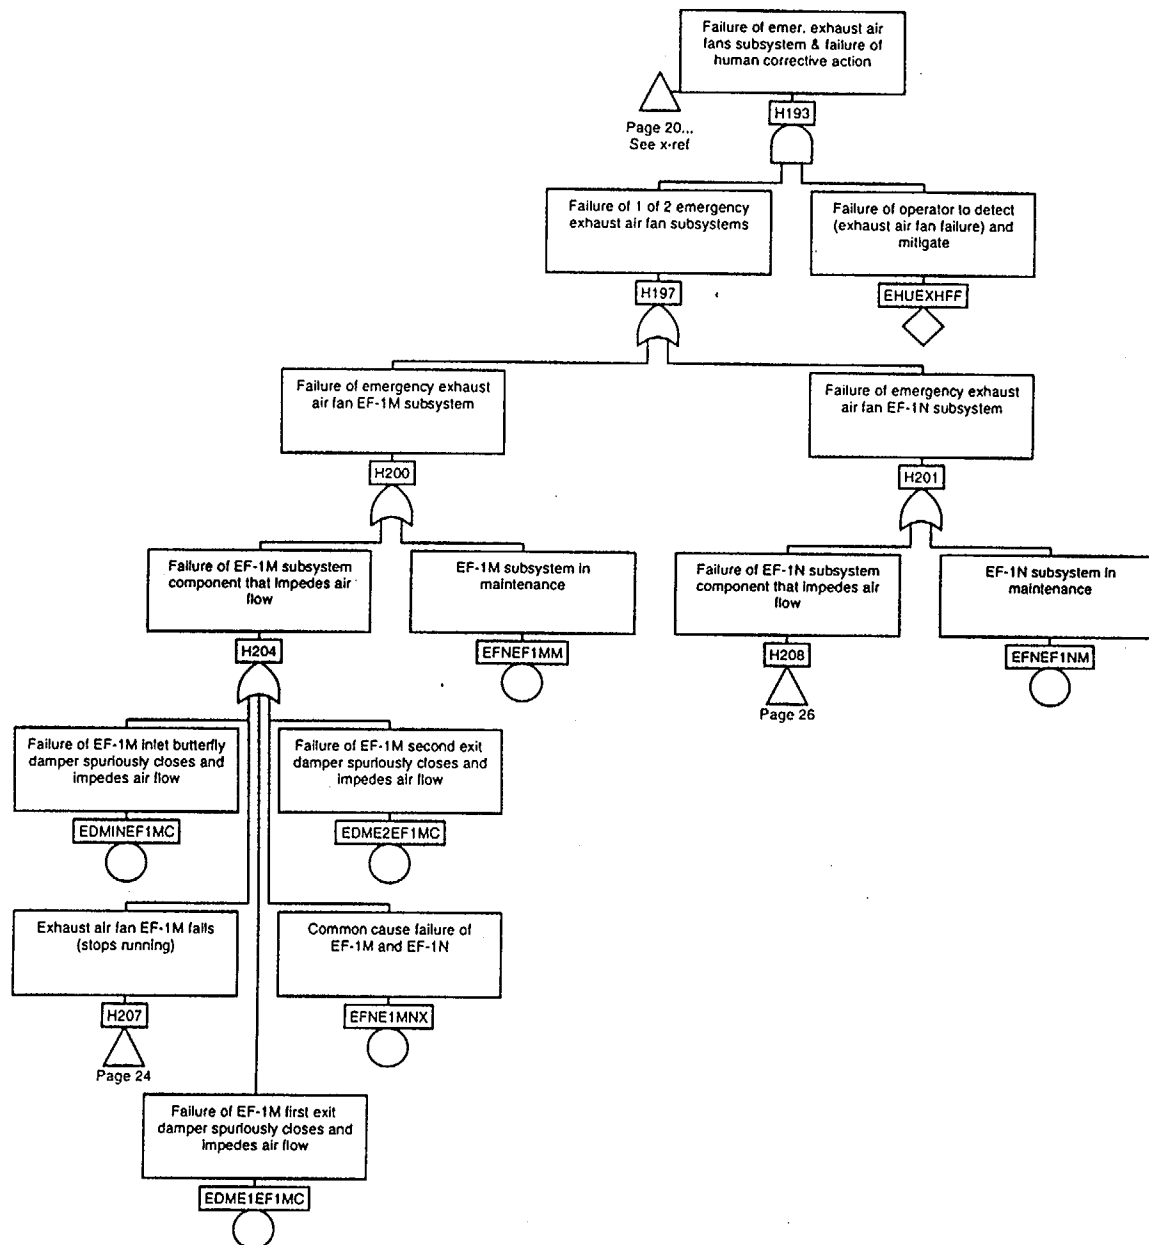 Failure of emer. exhaust air
fans subsystem & failure of
human corrective action
H193
Page 20...
See x-ref
Failure of 1 of 2 emergency
exhaust air fan subsystems
H197
Failure of operator to detect
(exhaust air fan failure) and
mitigate
EHUEXHFF
Failure of emergency exhaust
air fan EF-1M subsystem
H200
Failure of emergency exhaust
air fan EF-1N subsystem
H201
Failure of EF-1M subsystem
component that impedes air
flow
H204
EF-1M subsystem in
maintenance
EFNEF1MM
Failure of EF-1N subsystem
component that impedes air
flow
H208
Page 26
EF-1N subsystem in
maintenance
EFNEF1NM
Failure of EF-1M inlet butterfly
damper spuriously closes and
impedes air flow
EDMINEF1MC
Failure of EF-1M second exit
damper spuriously closes and
impedes air flow
EDME2EF1MC
Exhaust air fan EF-1M fails
(stops running)
H207
Page 24
Common cause failure of
EF-1M and EF-1N
EFNE1MNX
Failure of EF-1M first exit
damper spuriously closes and
impedes air flow
EDME1EF1MC